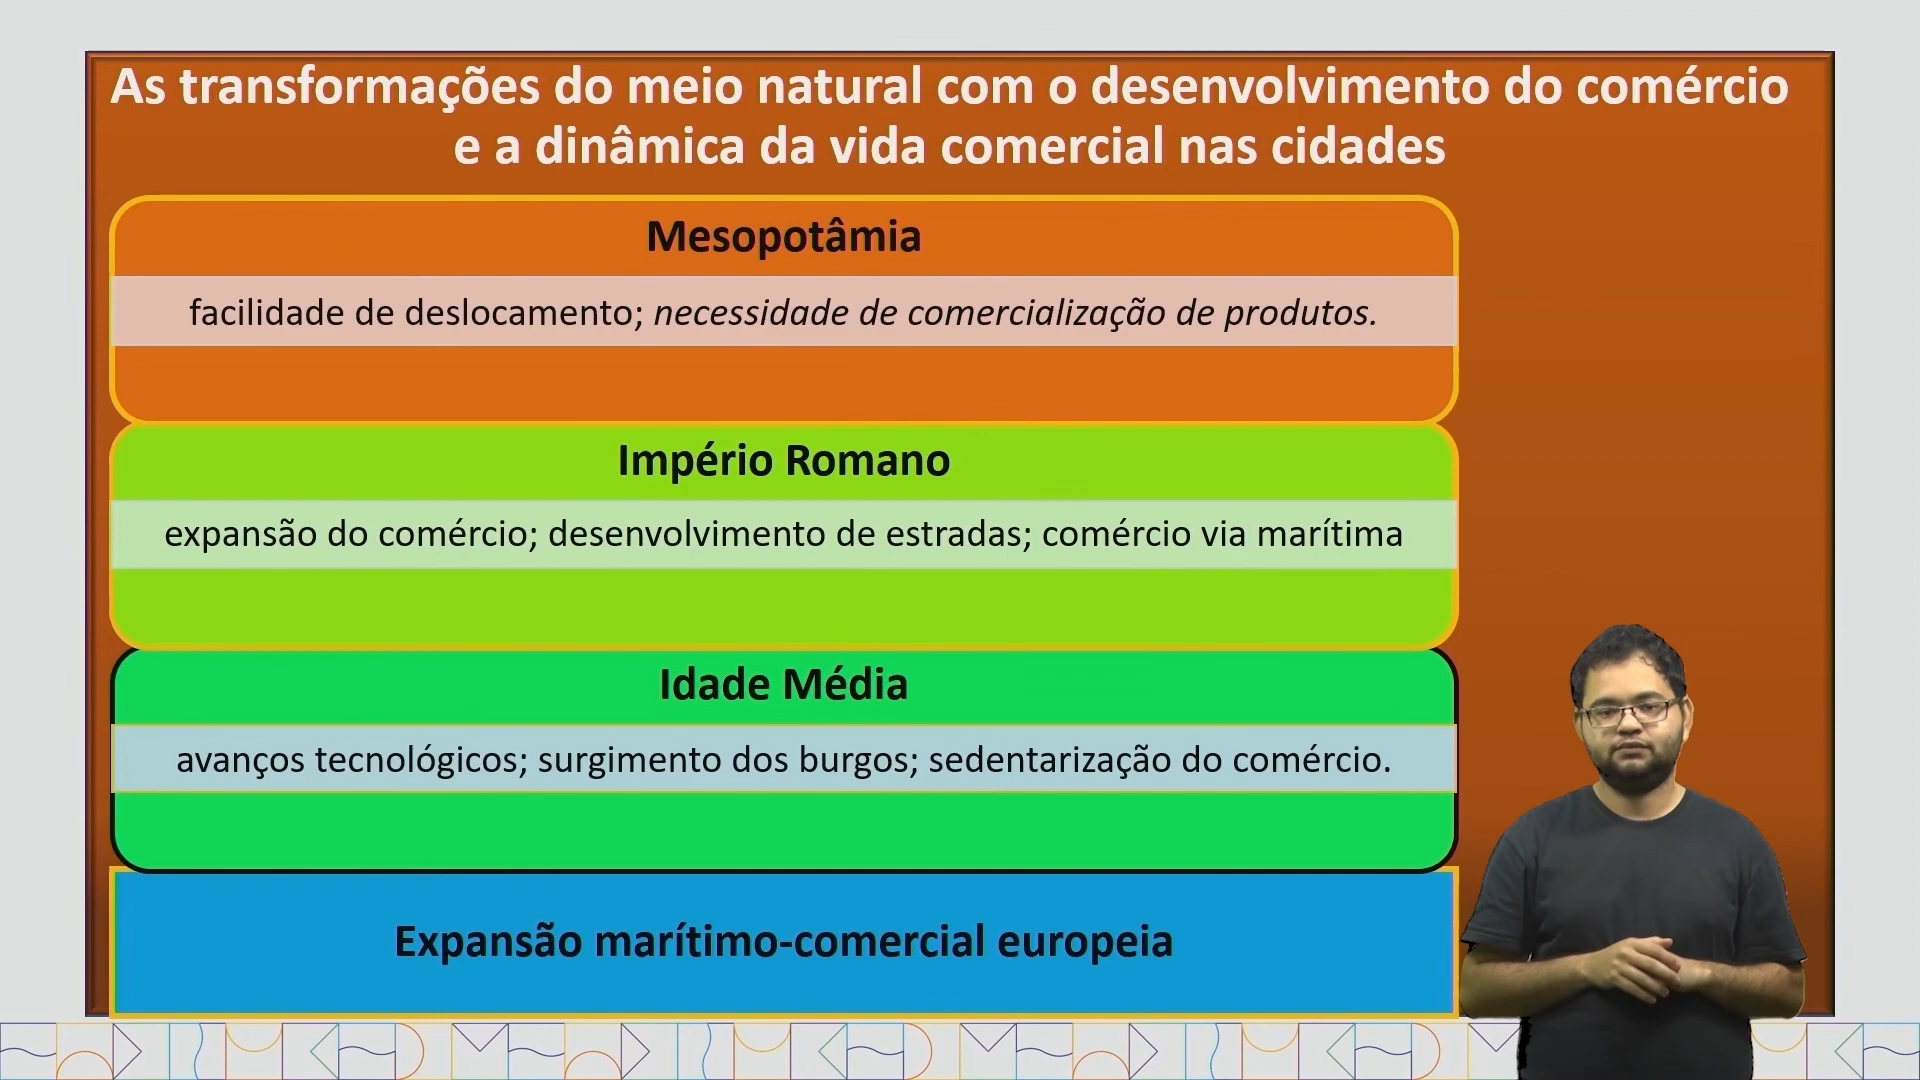 As transformações do meio natural com o desenvolvimento do comércio
e a dinâmica da vida comercial nas cidades
Mesopotâmia
facilidade de deslocamento; necessidade de comercialização de produtos.
Império Romano
expansão do comércio; desenvolvimento de estradas; comércio via marítima
Idade Média
avanços tecnológicos; surgimento dos burgos; sedentarização do comércio.
Expansão marítimo-comercial europeia